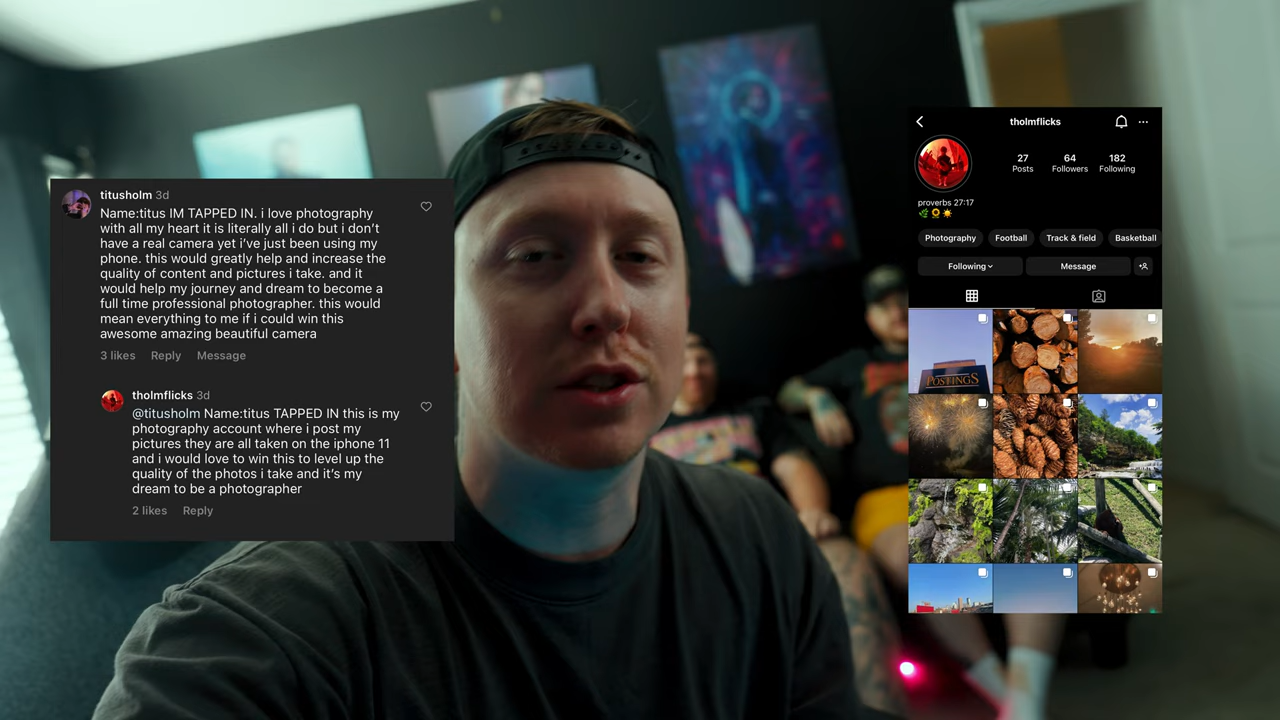 titusholm 3d
Name:titus IM TAPPED IN. i love photography
with all my heart it is literally all i do but i don't
have a real camera yet i've just been using my
phone. this would greatly help and increase the
quality of content and pictures i take. and it
would help my journey and dream to become a
full time professional photographer. this would
mean everything to me if i could win this
awesome amazing beautiful camera
3 likes Reply Message
tholmflicks 3d
@titusholm Name:titus TAPPED IN this is my
photography account where i post my
pictures they are all taken on the iphone 11
and i would love to win this to level up the
quality of the photos i take and it's my
dream to be a photographer
2 likes Reply
tholmflicks
27 64 182
Posts Followers Following
proverbs 27:17
🌿🌻☀️
Photography Football Track & field Basketball
Following Message
POSTINGS